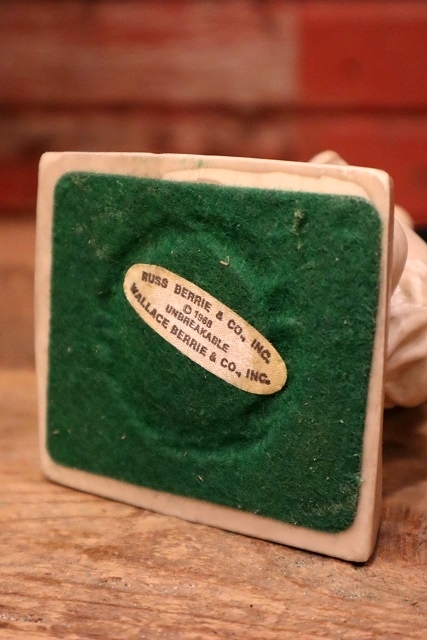 RUSS BERRIE & CO., INC.
© 1968
UNBREAKABLE
WALLACE BERRIE & CO., INC.